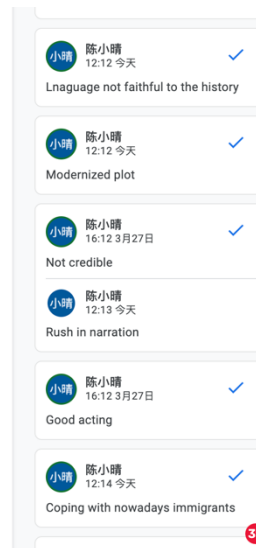 小晴
陈小晴
12:12 今天
Lnaguage not faithful to the history
小晴
陈小晴
12:12 今天
Modernized plot
小晴
陈小晴
16:12 3月27日
Not credible
小晴
陈小晴
12:13 今天
Rush in narration
小晴
陈小晴
16:12 3月27日
Good acting
小晴
陈小晴
12:14 今天
Coping with nowadays immigrants
3